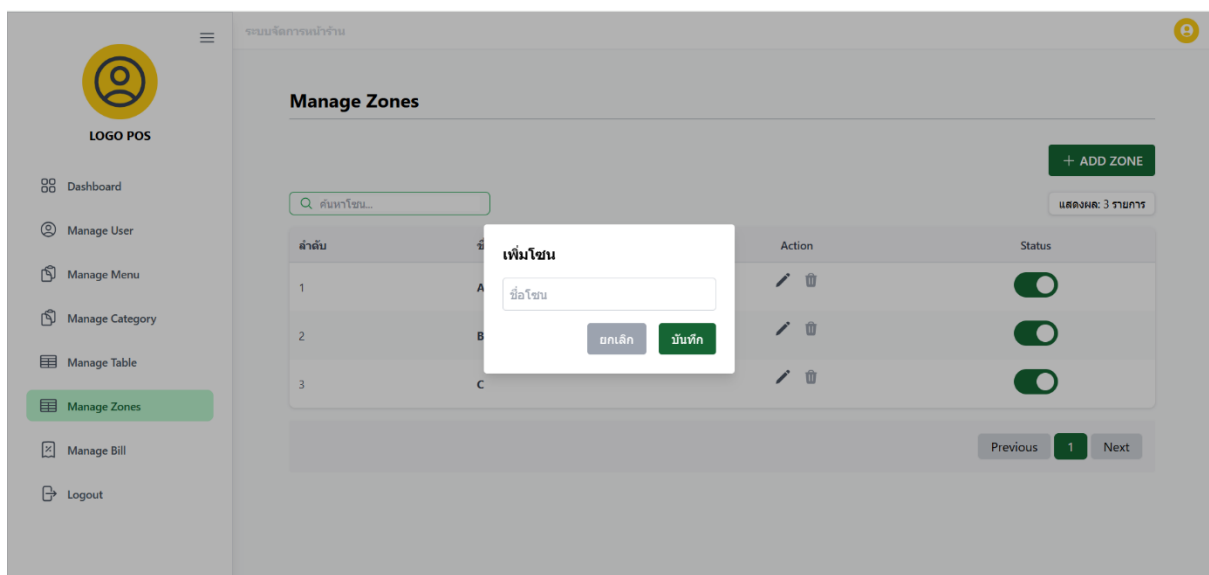 ระบบจัดการหน้าร้าน
LOGO POS
Dashboard
Manage User
Manage Menu
Manage Category
Manage Table
Manage Zones
Manage Bill
Logout
Manage Zones
+ ADD ZONE
ค้นหาโซน...
แสดงผล: 3 รายการ
ลำดับ Action Status
1 A
2 B
3 C
เพิ่มโซน
ชื่อโซน
ยกเลิก บันทึก
Previous 1 Next